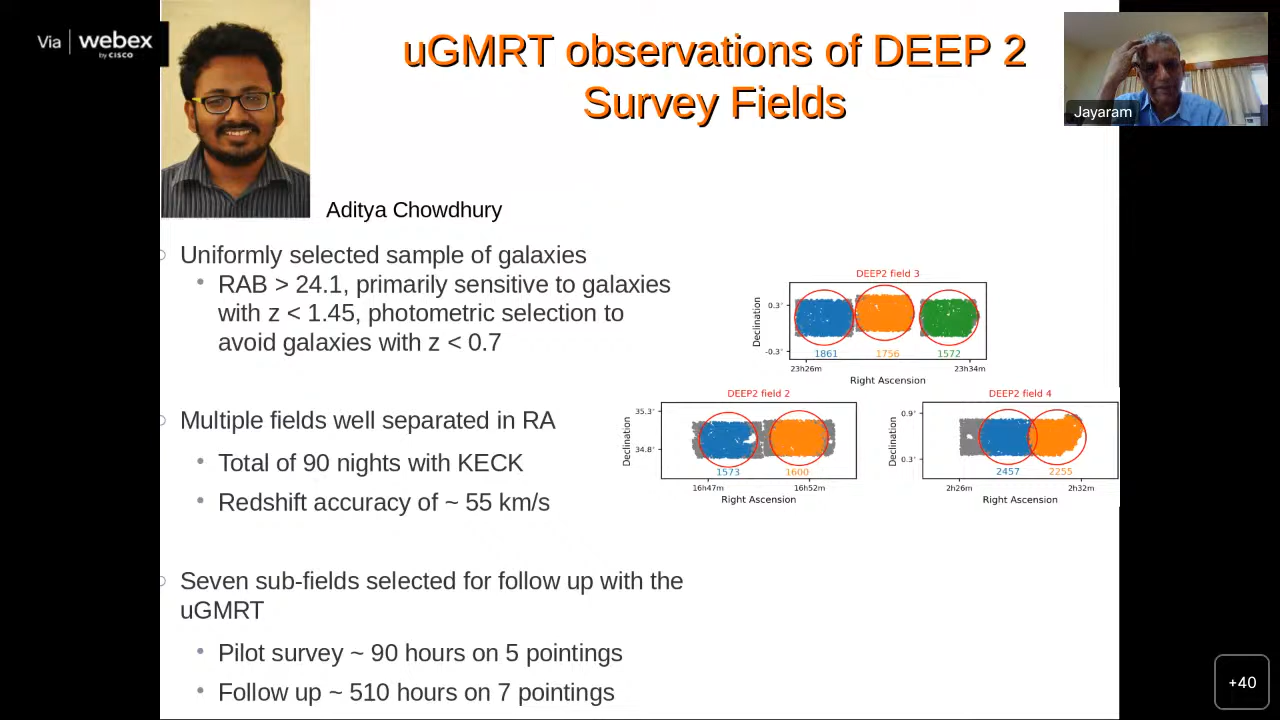 Via webex
by CISCO
uGMRT observations of DEEP 2
Survey Fields
Jayaram
Aditya Chowdhury
Uniformly selected sample of galaxies
RAB > 24.1, primarily sensitive to galaxies
with z < 1.45, photometric selection to
avoid galaxies with z < 0.7
Multiple fields well separated in RA
Total of 90 nights with KECK
Redshift accuracy of ~ 55 km/s
Seven sub-fields selected for follow up with the
uGMRT
Pilot survey ~ 90 hours on 5 pointings
Follow up ~ 510 hours on 7 pointings
DEEP2 field 3
Declination
0.3'
-0.3'
1861 1756 1572
23h26m 23h34m
Right Ascension
DEEP2 field 2
Declination
35.3'
34.8'
1573 1600
16h47m 16h52m
Right Ascension
DEEP2 field 4
Declination
0.9'
0.3'
2457 2255
2h26m 2h32m
Right Ascension
+40